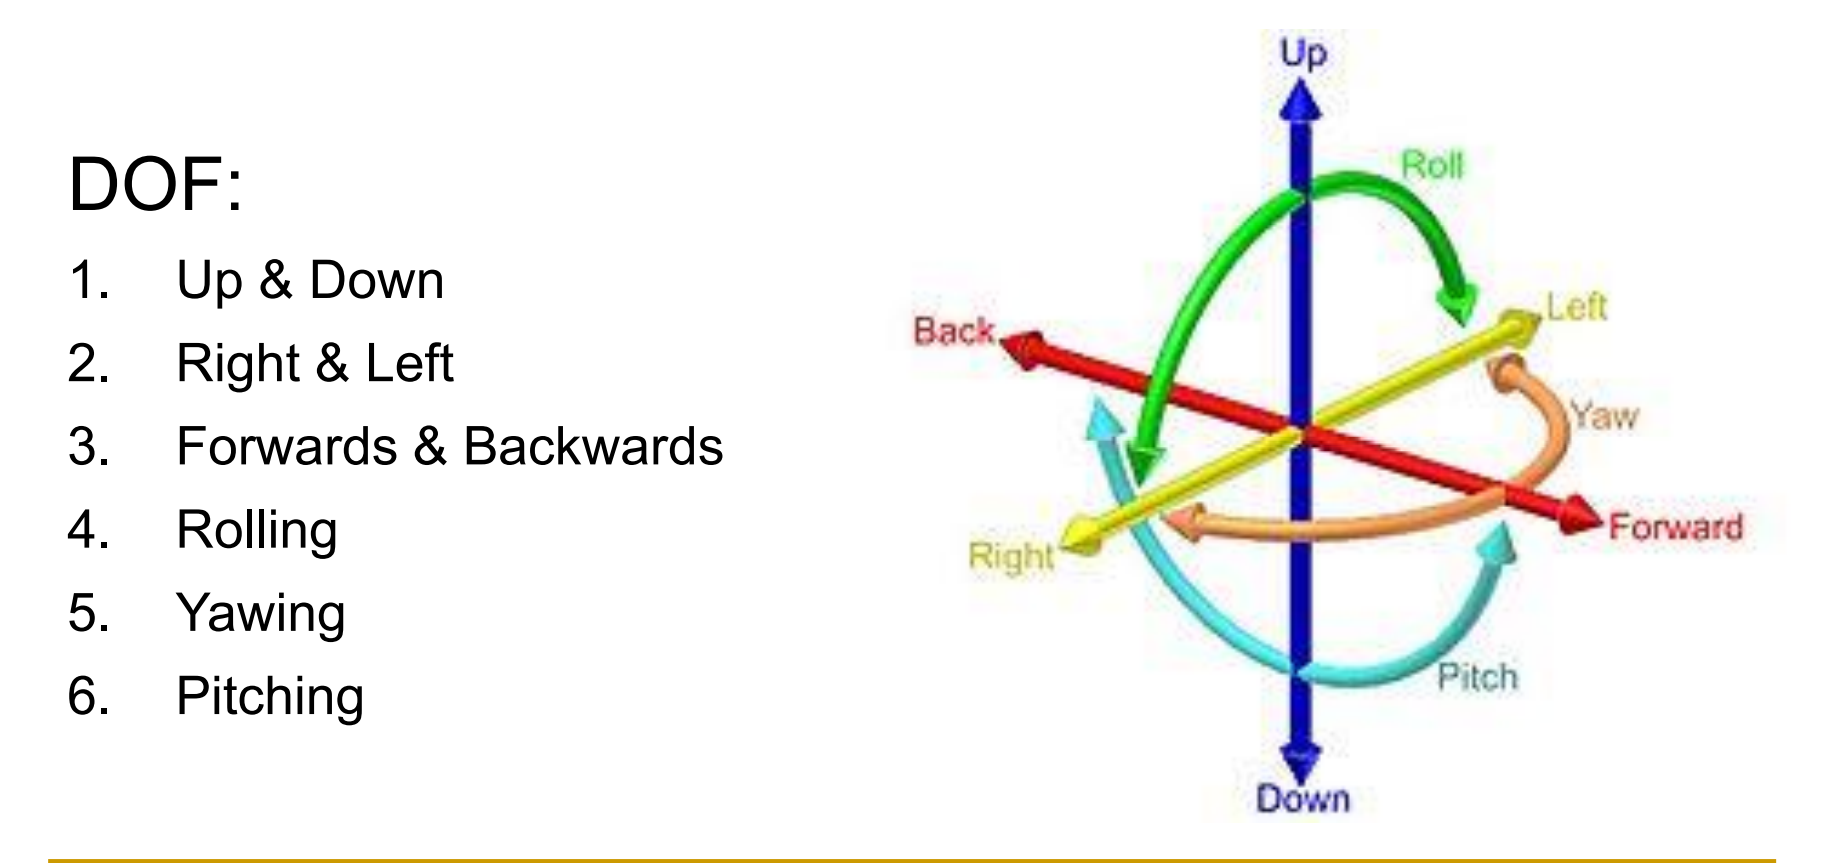 DOF:
1. Up & Down
2. Right & Left
3. Forwards & Backwards
4. Rolling
5. Yawing
6. Pitching
Up
Roll
Left
Back
Yaw
Forward
Right
Pitch
Down